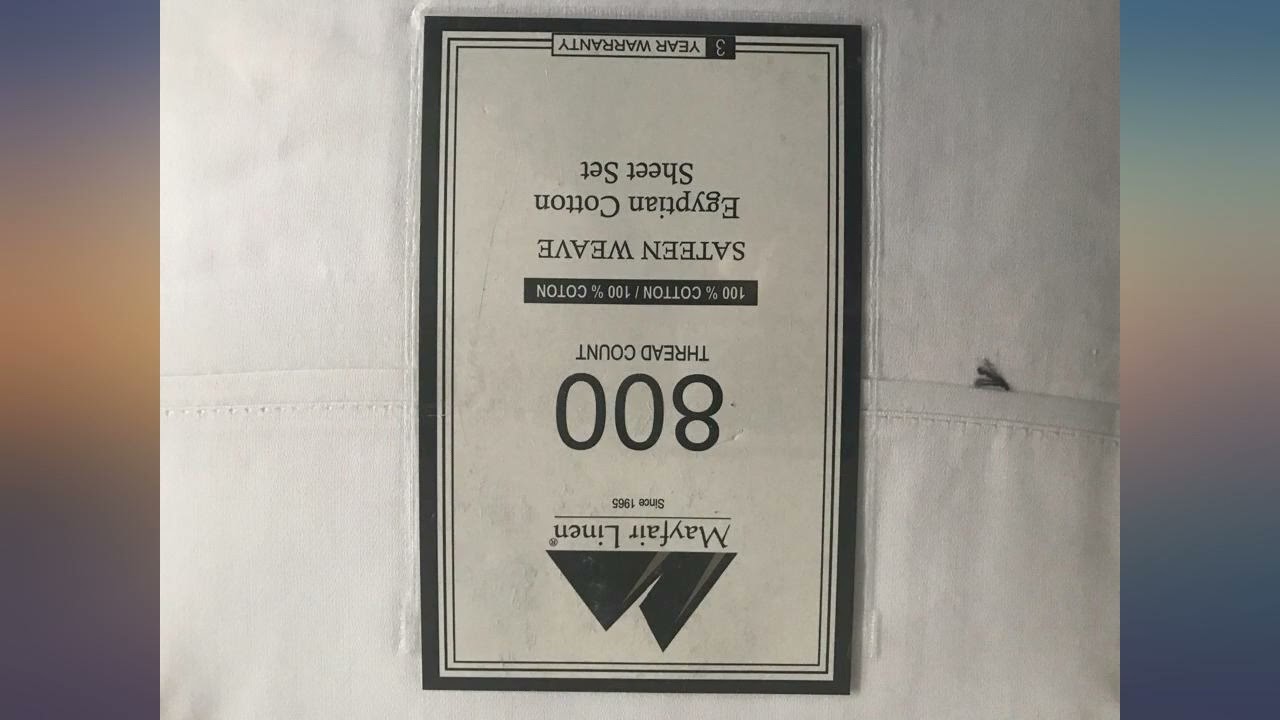 Mayfair Linen®
Since 1965
800
THREAD COUNT
100 % COTTON / 100 % COTON
SATEEN WEAVE
Egyptian Cotton
Sheet Set
3 YEAR WARRANTY